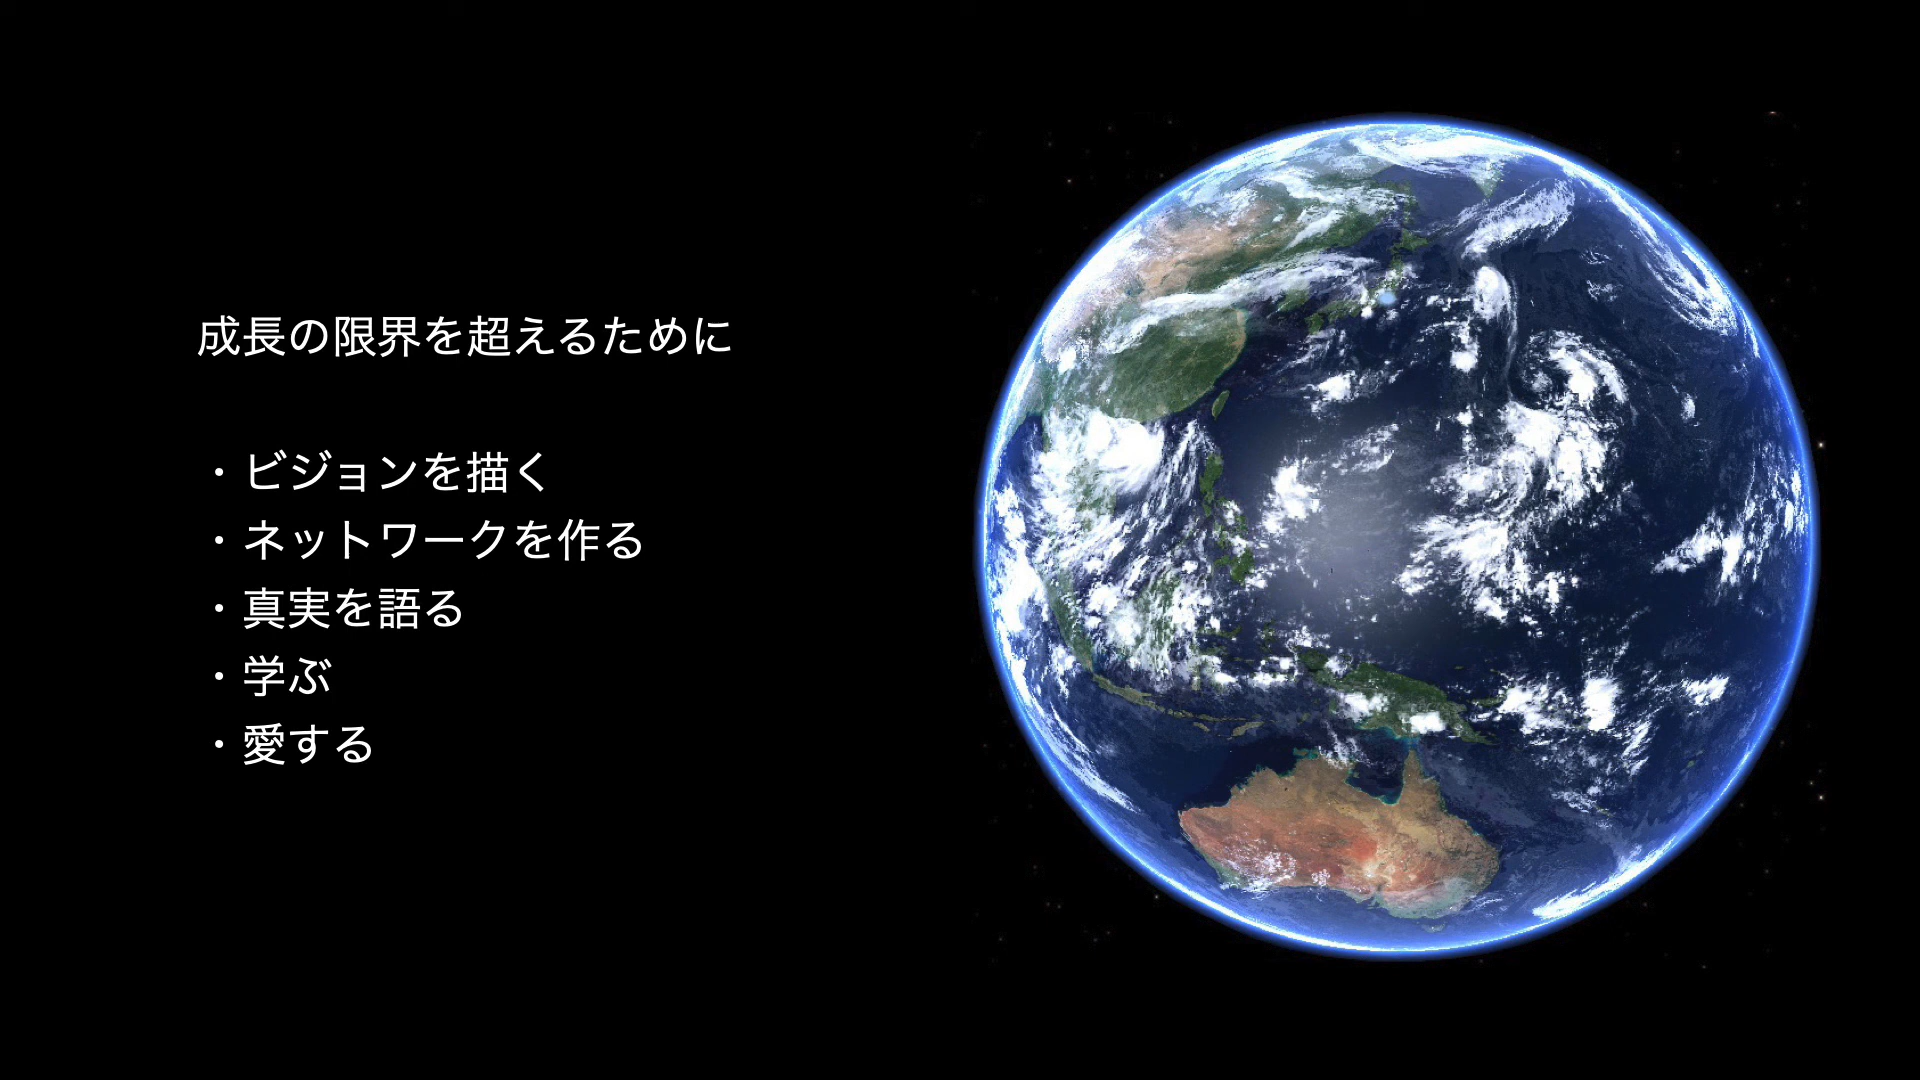 成長の限界を超えるために
・ビジョンを描く
・ネットワークを作る
・真実を語る
・学ぶ
・愛する